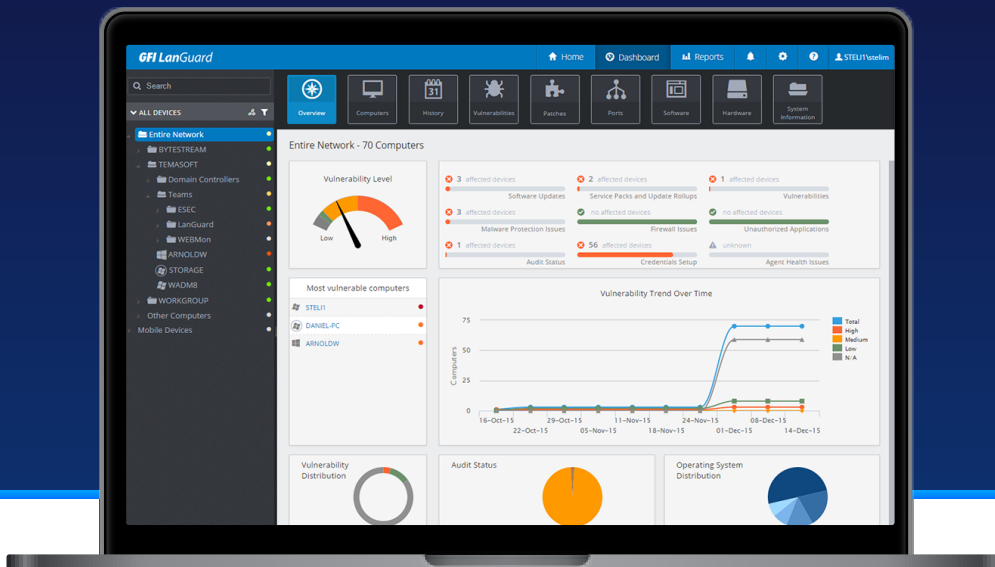 GFI LanGuard
Home
Dashboard
Reports
STELI1\stelim
Search
ALL DEVICES
Entire Network
BYTESTREAM
TEMASOFT
Domain Controllers
Teams
ESEC
LanGuard
WEBMon
ARNOLDW
STORAGE
WADM8
WORKGROUP
Other Computers
Mobile Devices
Overview
Computers
31
History
Vulnerabilities
Patches
Ports
Software
Hardware
System
Information
Entire Network - 70 Computers
Vulnerability Level
Low
High
3 affected devices
Software Updates
2 affected devices
Service Packs and Update Rollups
1 affected devices
Vulnerabilities
3 affected devices
Malware Protection Issues
no affected devices
Firewall Issues
no affected devices
Unauthorized Applications
1 affected devices
Audit Status
56 affected devices
Credentials Setup
unknown
Agent Health Issues
Most vulnerable computers
STELI1
DANIEL-PC
ARNOLDW
Vulnerability Trend Over Time
Computers
75
50
25
0
16-Oct-15
22-Oct-15
29-Oct-15
05-Nov-15
11-Nov-15
18-Nov-15
24-Nov-15
01-Dec-15
08-Dec-15
14-Dec-15
Total
High
Medium
Low
N/A
Vulnerability
Distribution
Audit Status
Operating System
Distribution